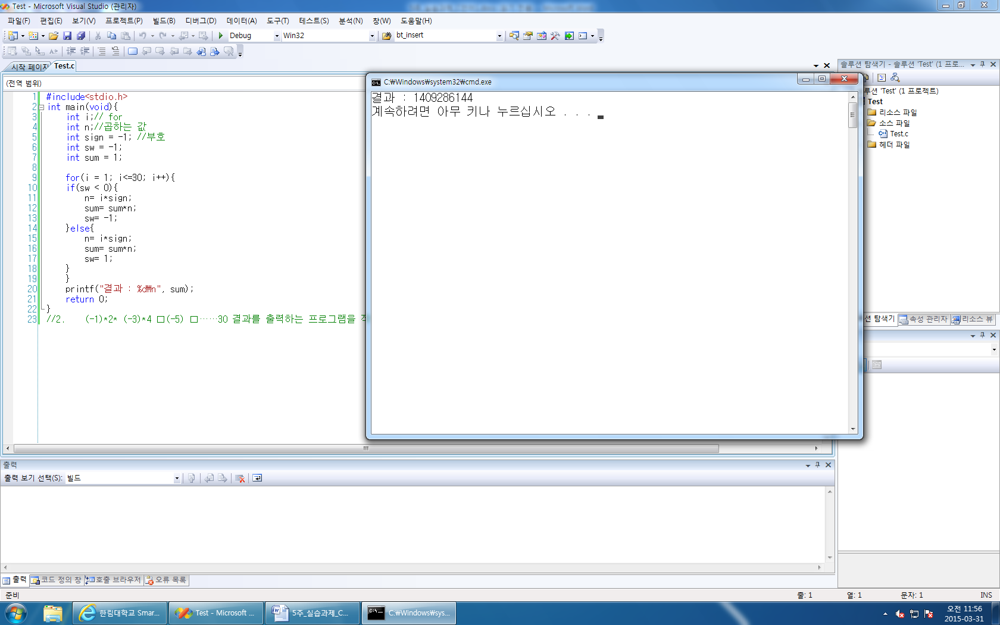 Test - Microsoft Visual Studio (관리자)
파일(F) 편집(E) 보기(V) 프로젝트(P) 빌드(B) 디버그(D) 데이터(A) 도구(T) 테스트(S) 분석(N) 창(W) 도움말(H)
Debug Win32 bt_insert
시작 페이지 Test.c
(전역 범위)
1 #include<stdio.h>
2 int main(void){
3 int i;// for
4 int n;//곱하는 값
5 int sign = -1; //부호
6 int sw = -1;
7 int sum = 1;
8
9 for(i = 1; i<=30; i++){
10 if(sw < 0){
11 n= i*sign;
12 sum= sum*n;
13 sw= -1;
14 }else{
15 n= i*sign;
16 sum= sum*n;
17 sw= 1;
18 }
19 }
20 printf("결과 : %d₩n", sum);
21 return 0;
22 }
23 //2. (-1)*2* (-3)*4 □(-5) □……30 결과를 출력하는 프로그램을
C:₩Windows₩system32₩cmd.exe
결과 : 1409286144
계속하려면 아무 키나 누르십시오 . . .
솔루션 탐색기 - 솔루션 'Test' (1 프로...
루션 'Test' (1 프로젝트)
Test
리소스 파일
소스 파일
Test.c
헤더 파일
션 탐색기 속성 관리자 리소스 뷰
출력
출력 보기 선택(S): 빌드
출력 코드 정의 창 호출 브라우저 오류 목록
준비 줄: 1 열: 1 문자: 1 INS
한림대학교 Smar... Test - Microsoft ... 5주_실습과제_C... C:₩Windows₩sys...
오전 11:56
2015-03-31